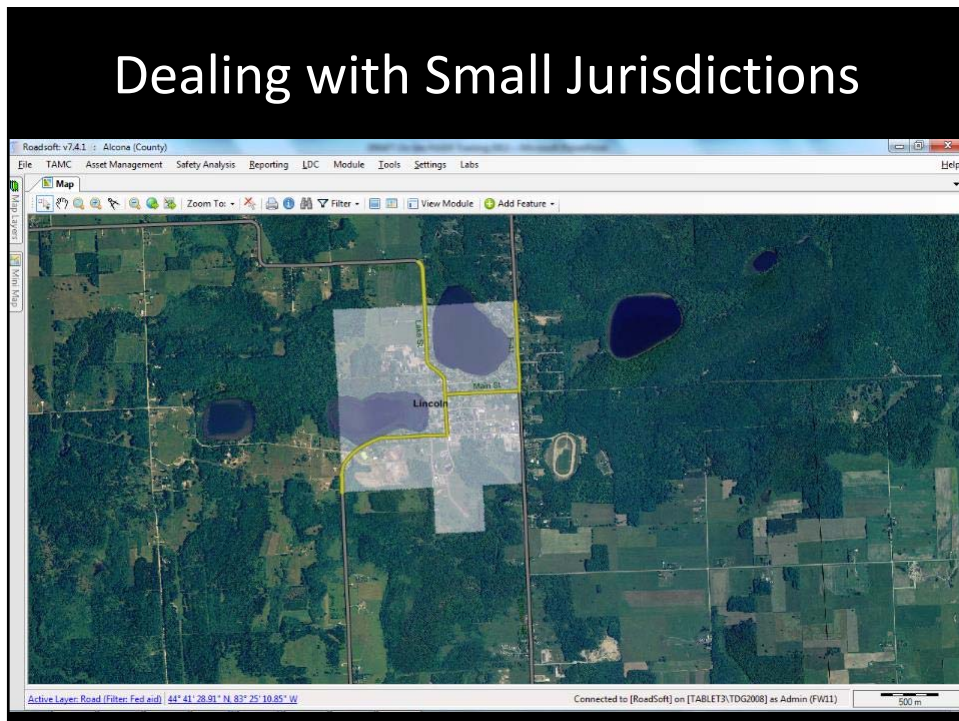 Dealing with Small Jurisdictions
Roadsoft: v7.4.1 : Alcona (County)
File TAMC Asset Management Safety Analysis Reporting LDC Module Tools Settings Labs Help
Map
Zoom To: Filter View Module Add Feature
Map Layers
Mini Map
Lake St
Main St
Lincoln
Active Layer: Road (Filter: Fed aid) 44° 41' 28.91" N, 83° 25' 10.85" W Connected to [RoadSoft] on [TABLET3\TDG2008] as Admin (FW11) 500 m